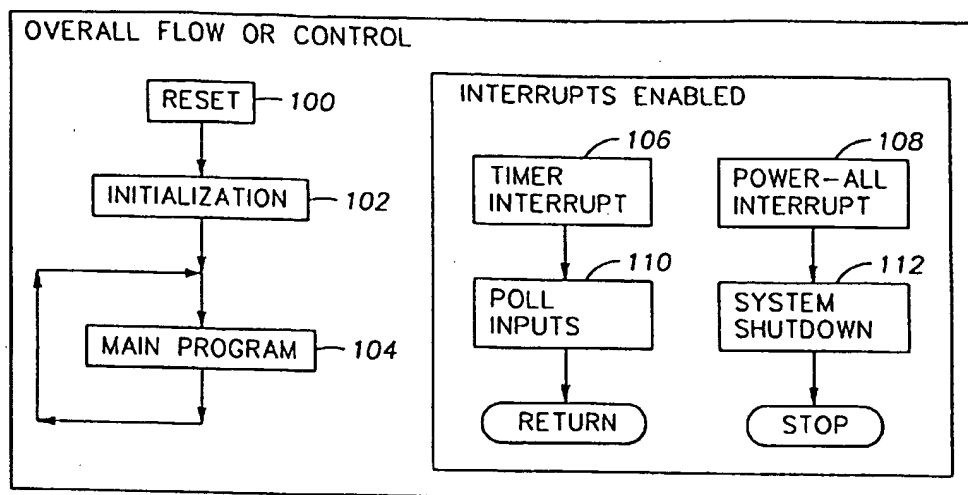 OVERALL FLOW OR CONTROL
RESET
100
INITIALIZATION
102
MAIN PROGRAM
104
INTERRUPTS ENABLED
106
TIMER
INTERRUPT
110
POLL
INPUTS
RETURN
108
POWER-ALL
INTERRUPT
112
SYSTEM
SHUTDOWN
STOP